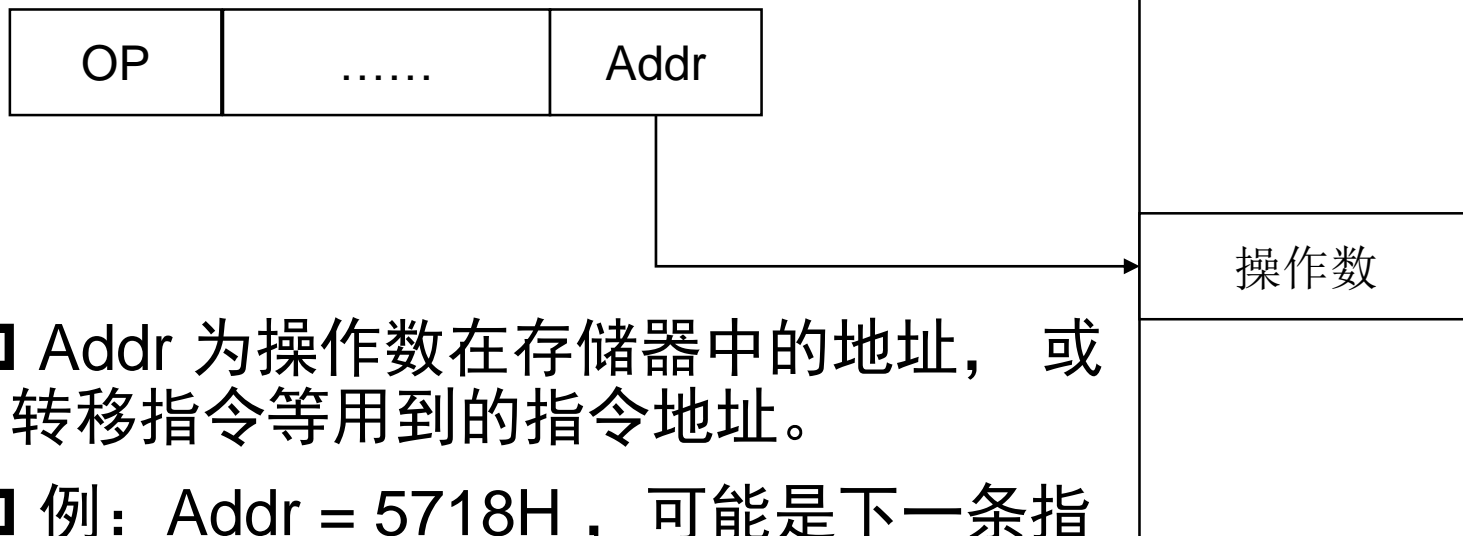 OP …… Addr
操作数
Addr 为操作数在存储器中的地址， 或
转移指令等用到的指令地址。
例：Addr = 5718H ， 可能是下一条指